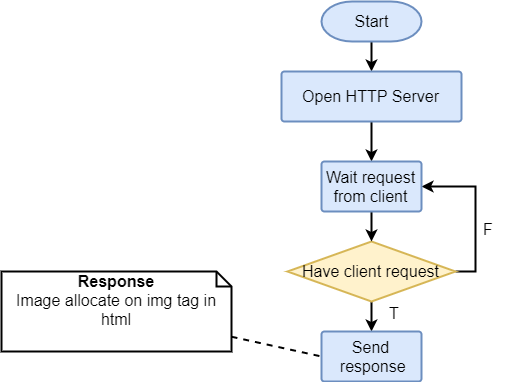 Start
Open HTTP Server
Wait request
from client
F
Have client request
Response
Image allocate on img tag in
html
T
Send
response